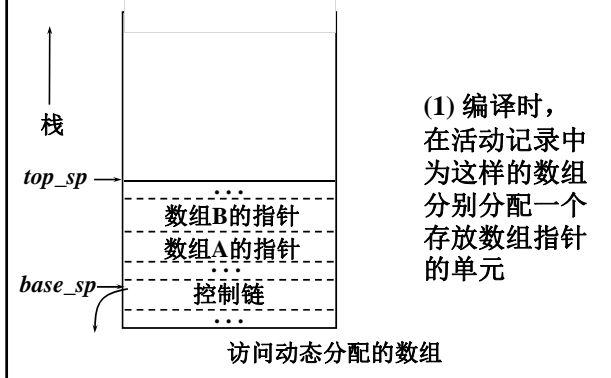 栈
top_sp
...
数组B的指针
数组A的指针
...
base_sp
控制链
...
(1) 编译时，
在活动记录中
为这样的数组
分别分配一个
存放数组指针
的单元
访问动态分配的数组